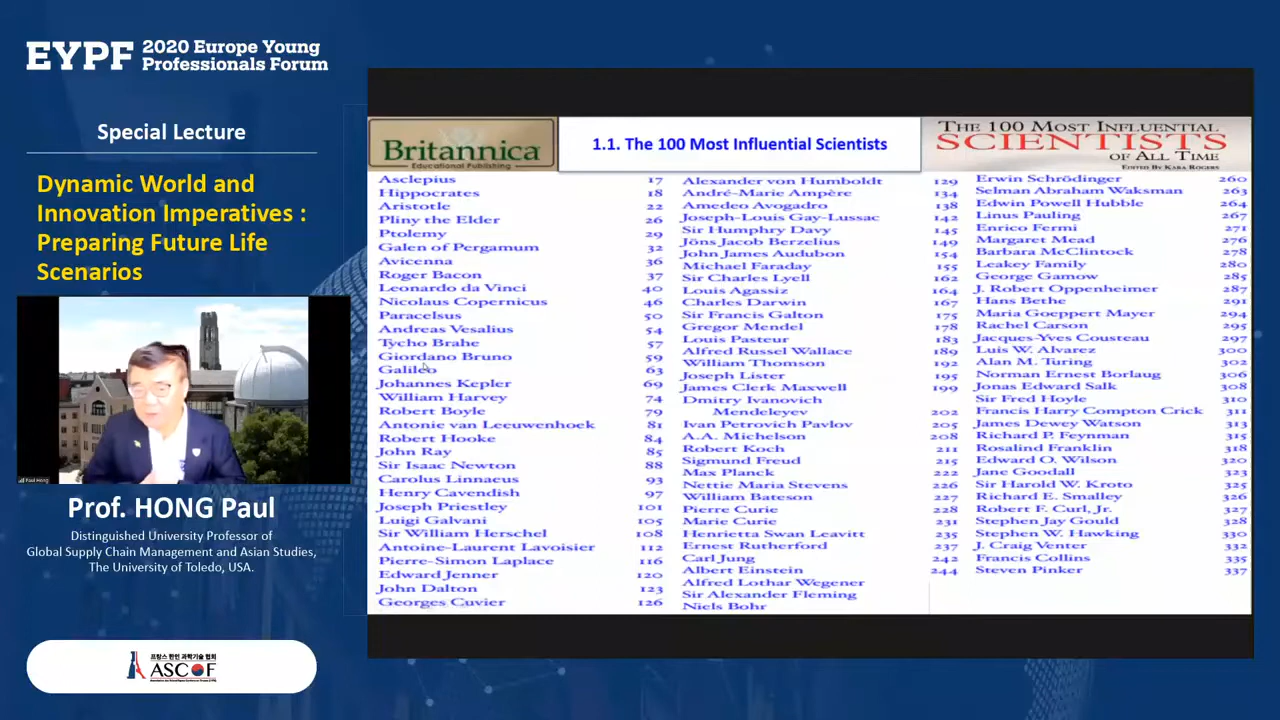 EYPF
2020 Europe Young
Professionals Forum
Special Lecture
Dynamic World and
Innovation Imperatives :
Preparing Future Life
Scenarios
Paul Hong
Prof. HONG Paul
Distinguished University Professor of
Global Supply Chain Management and Asian Studies,
The University of Toledo, USA.
프랑스 한인 과학기술 협회
ASCOF
Britannica
Educational Publishing
1.1. The 100 Most Influential Scientists
THE 100 MOST INFLUENTIAL
SCIENTISTS
OF ALL TIME
EDITED BY KARA ROGERS
Asclepius 17
Hippocrates 18
Aristotle 22
Pliny the Elder 26
Ptolemy 29
Galen of Pergamum 32
Avicenna 36
Roger Bacon 37
Leonardo da Vinci 40
Nicolaus Copernicus 46
Paracelsus 50
Andreas Vesalius 54
Tycho Brahe 57
Giordano Bruno 59
Galileo 63
Johannes Kepler 69
William Harvey 74
Robert Boyle 79
Antonie van Leeuwenhoek 81
Robert Hooke 84
John Ray 85
Sir Isaac Newton 88
Carolus Linnaeus 93
Henry Cavendish 97
Joseph Priestley 101
Luigi Galvani 105
Sir William Herschel 108
Antoine-Laurent Lavoisier 112
Pierre-Simon Laplace 116
Edward Jenner 120
John Dalton 123
Georges Cuvier 126
Alexander von Humboldt 129
André-Marie Ampère 134
Amedeo Avogadro 138
Joseph-Louis Gay-Lussac 142
Sir Humphry Davy 145
Jöns Jacob Berzelius 149
John James Audubon 154
Michael Faraday 155
Sir Charles Lyell 162
Louis Agassiz 164
Charles Darwin 167
Sir Francis Galton 175
Gregor Mendel 178
Louis Pasteur 183
Alfred Russel Wallace 189
William Thomson 192
Joseph Lister 195
James Clerk Maxwell 199
Dmitry Ivanovich
Mendeleyev 202
Ivan Petrovich Pavlov 205
A.A. Michelson 208
Robert Koch 211
Sigmund Freud 215
Max Planck 222
Nettie Maria Stevens 226
William Bateson 227
Pierre Curie 228
Marie Curie 231
Henrietta Swan Leavitt 235
Ernest Rutherford 237
Carl Jung 242
Albert Einstein 244
Alfred Lothar Wegener
Sir Alexander Fleming
Niels Bohr
Erwin Schrödinger 260
Selman Abraham Waksman 263
Edwin Powell Hubble 264
Linus Pauling 267
Enrico Fermi 271
Margaret Mead 276
Barbara McClintock 278
Leakey Family 280
George Gamow 285
J. Robert Oppenheimer 287
Hans Bethe 291
Maria Goeppert Mayer 294
Rachel Carson 295
Jacques-Yves Cousteau 297
Luis W. Alvarez 300
Alan M. Turing 302
Norman Ernest Borlaug 306
Jonas Edward Salk 308
Sir Fred Hoyle 310
Francis Harry Compton Crick 311
James Dewey Watson 313
Richard P. Feynman 315
Rosalind Franklin 318
Edward O. Wilson 320
Jane Goodall 323
Sir Harold W. Kroto 325
Richard E. Smalley 326
Robert F. Curl, Jr. 327
Stephen Jay Gould 328
Stephen W. Hawking 330
J. Craig Venter 332
Francis Collins 335
Steven Pinker 337